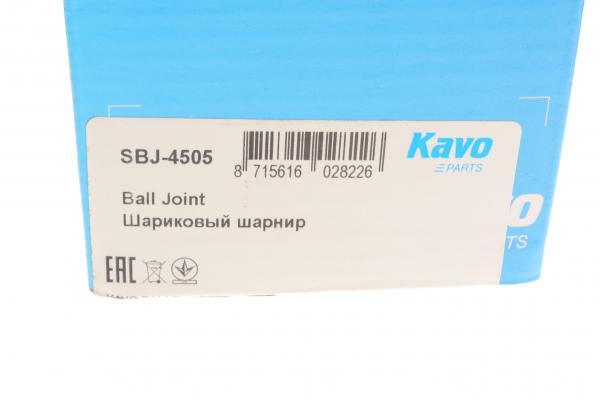 SBJ-4505
8 715616 028226
Kavo
PARTS
Ball Joint
Шариковый шарнир
EAC